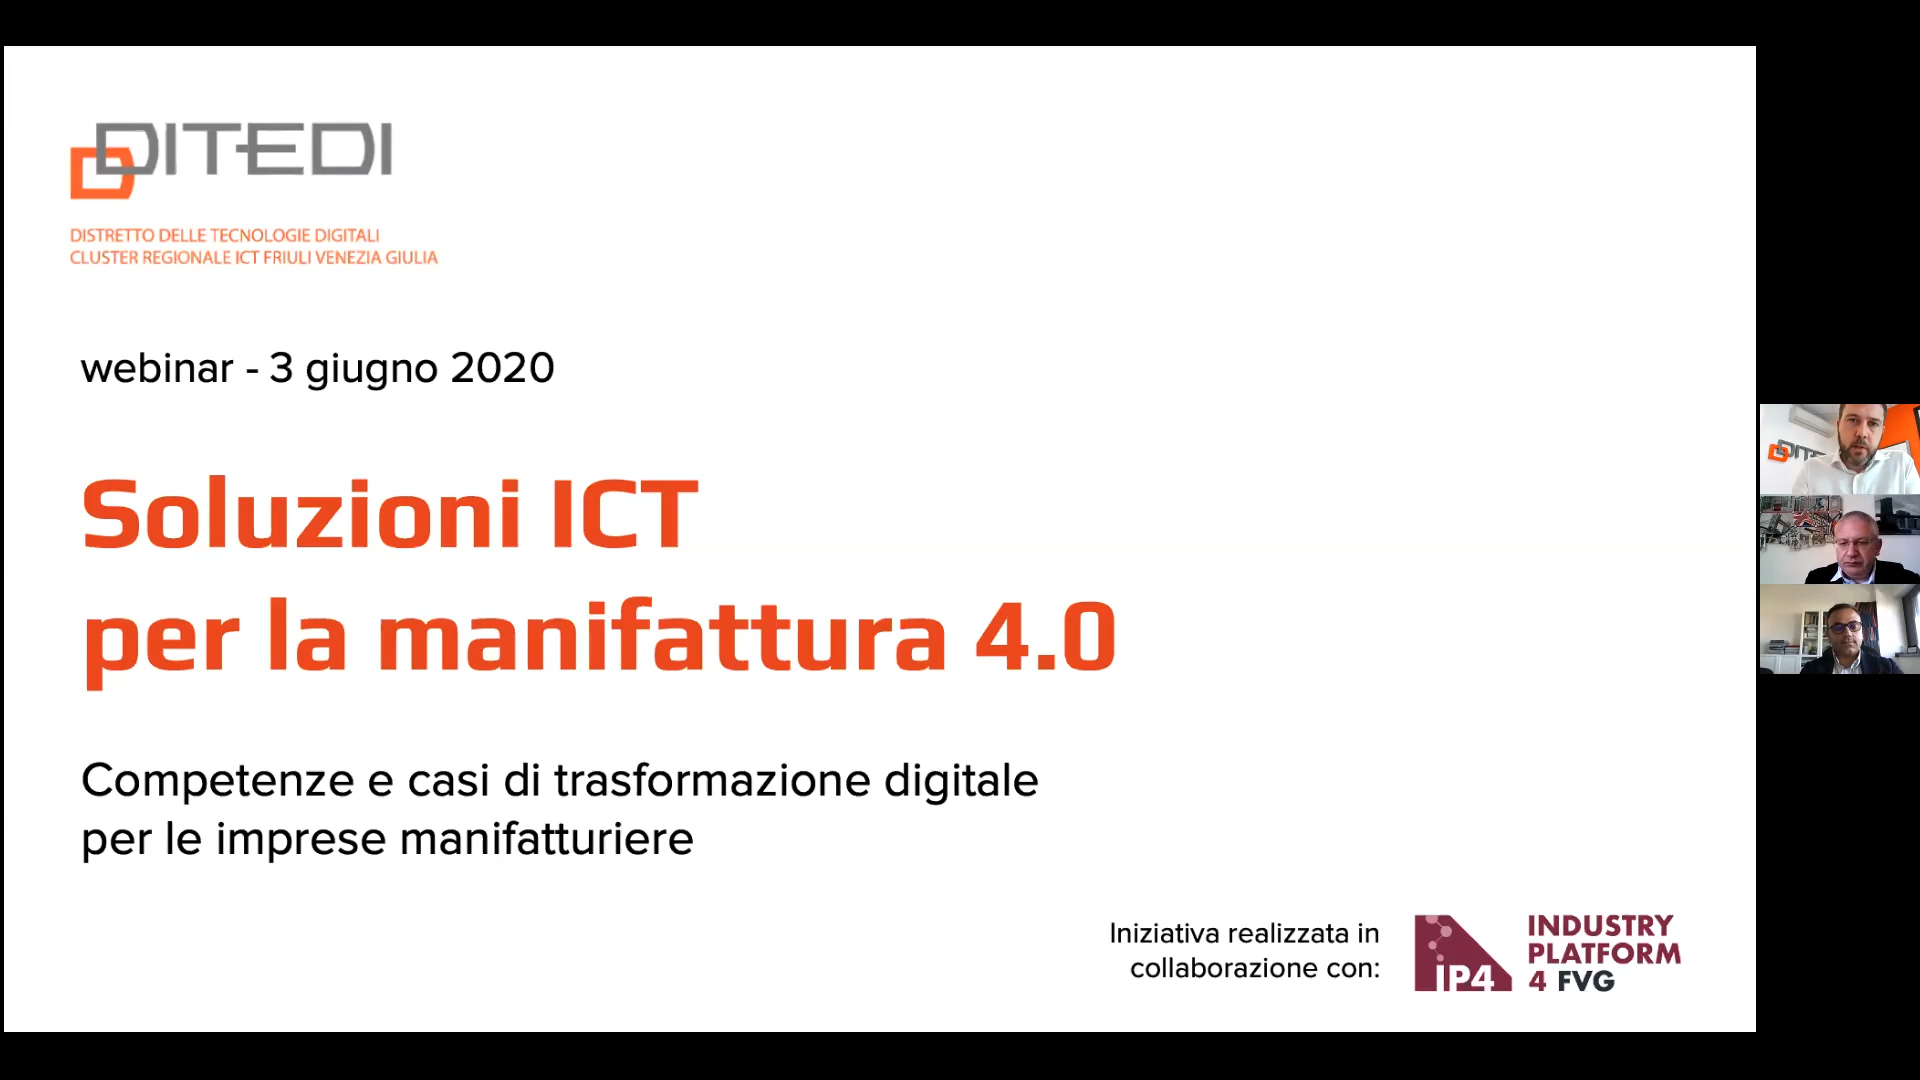 DITEDI
DISTRETTO DELLE TECNOLOGIE DIGITALI
CLUSTER REGIONALE ICT FRIULI VENEZIA GIULIA
webinar - 3 giugno 2020
Soluzioni ICT
per la manifattura 4.0
Competenze e casi di trasformazione digitale
per le imprese manifatturiere
Iniziativa realizzata in
collaborazione con:
IP4
INDUSTRY
PLATFORM
4 FVG
DITE